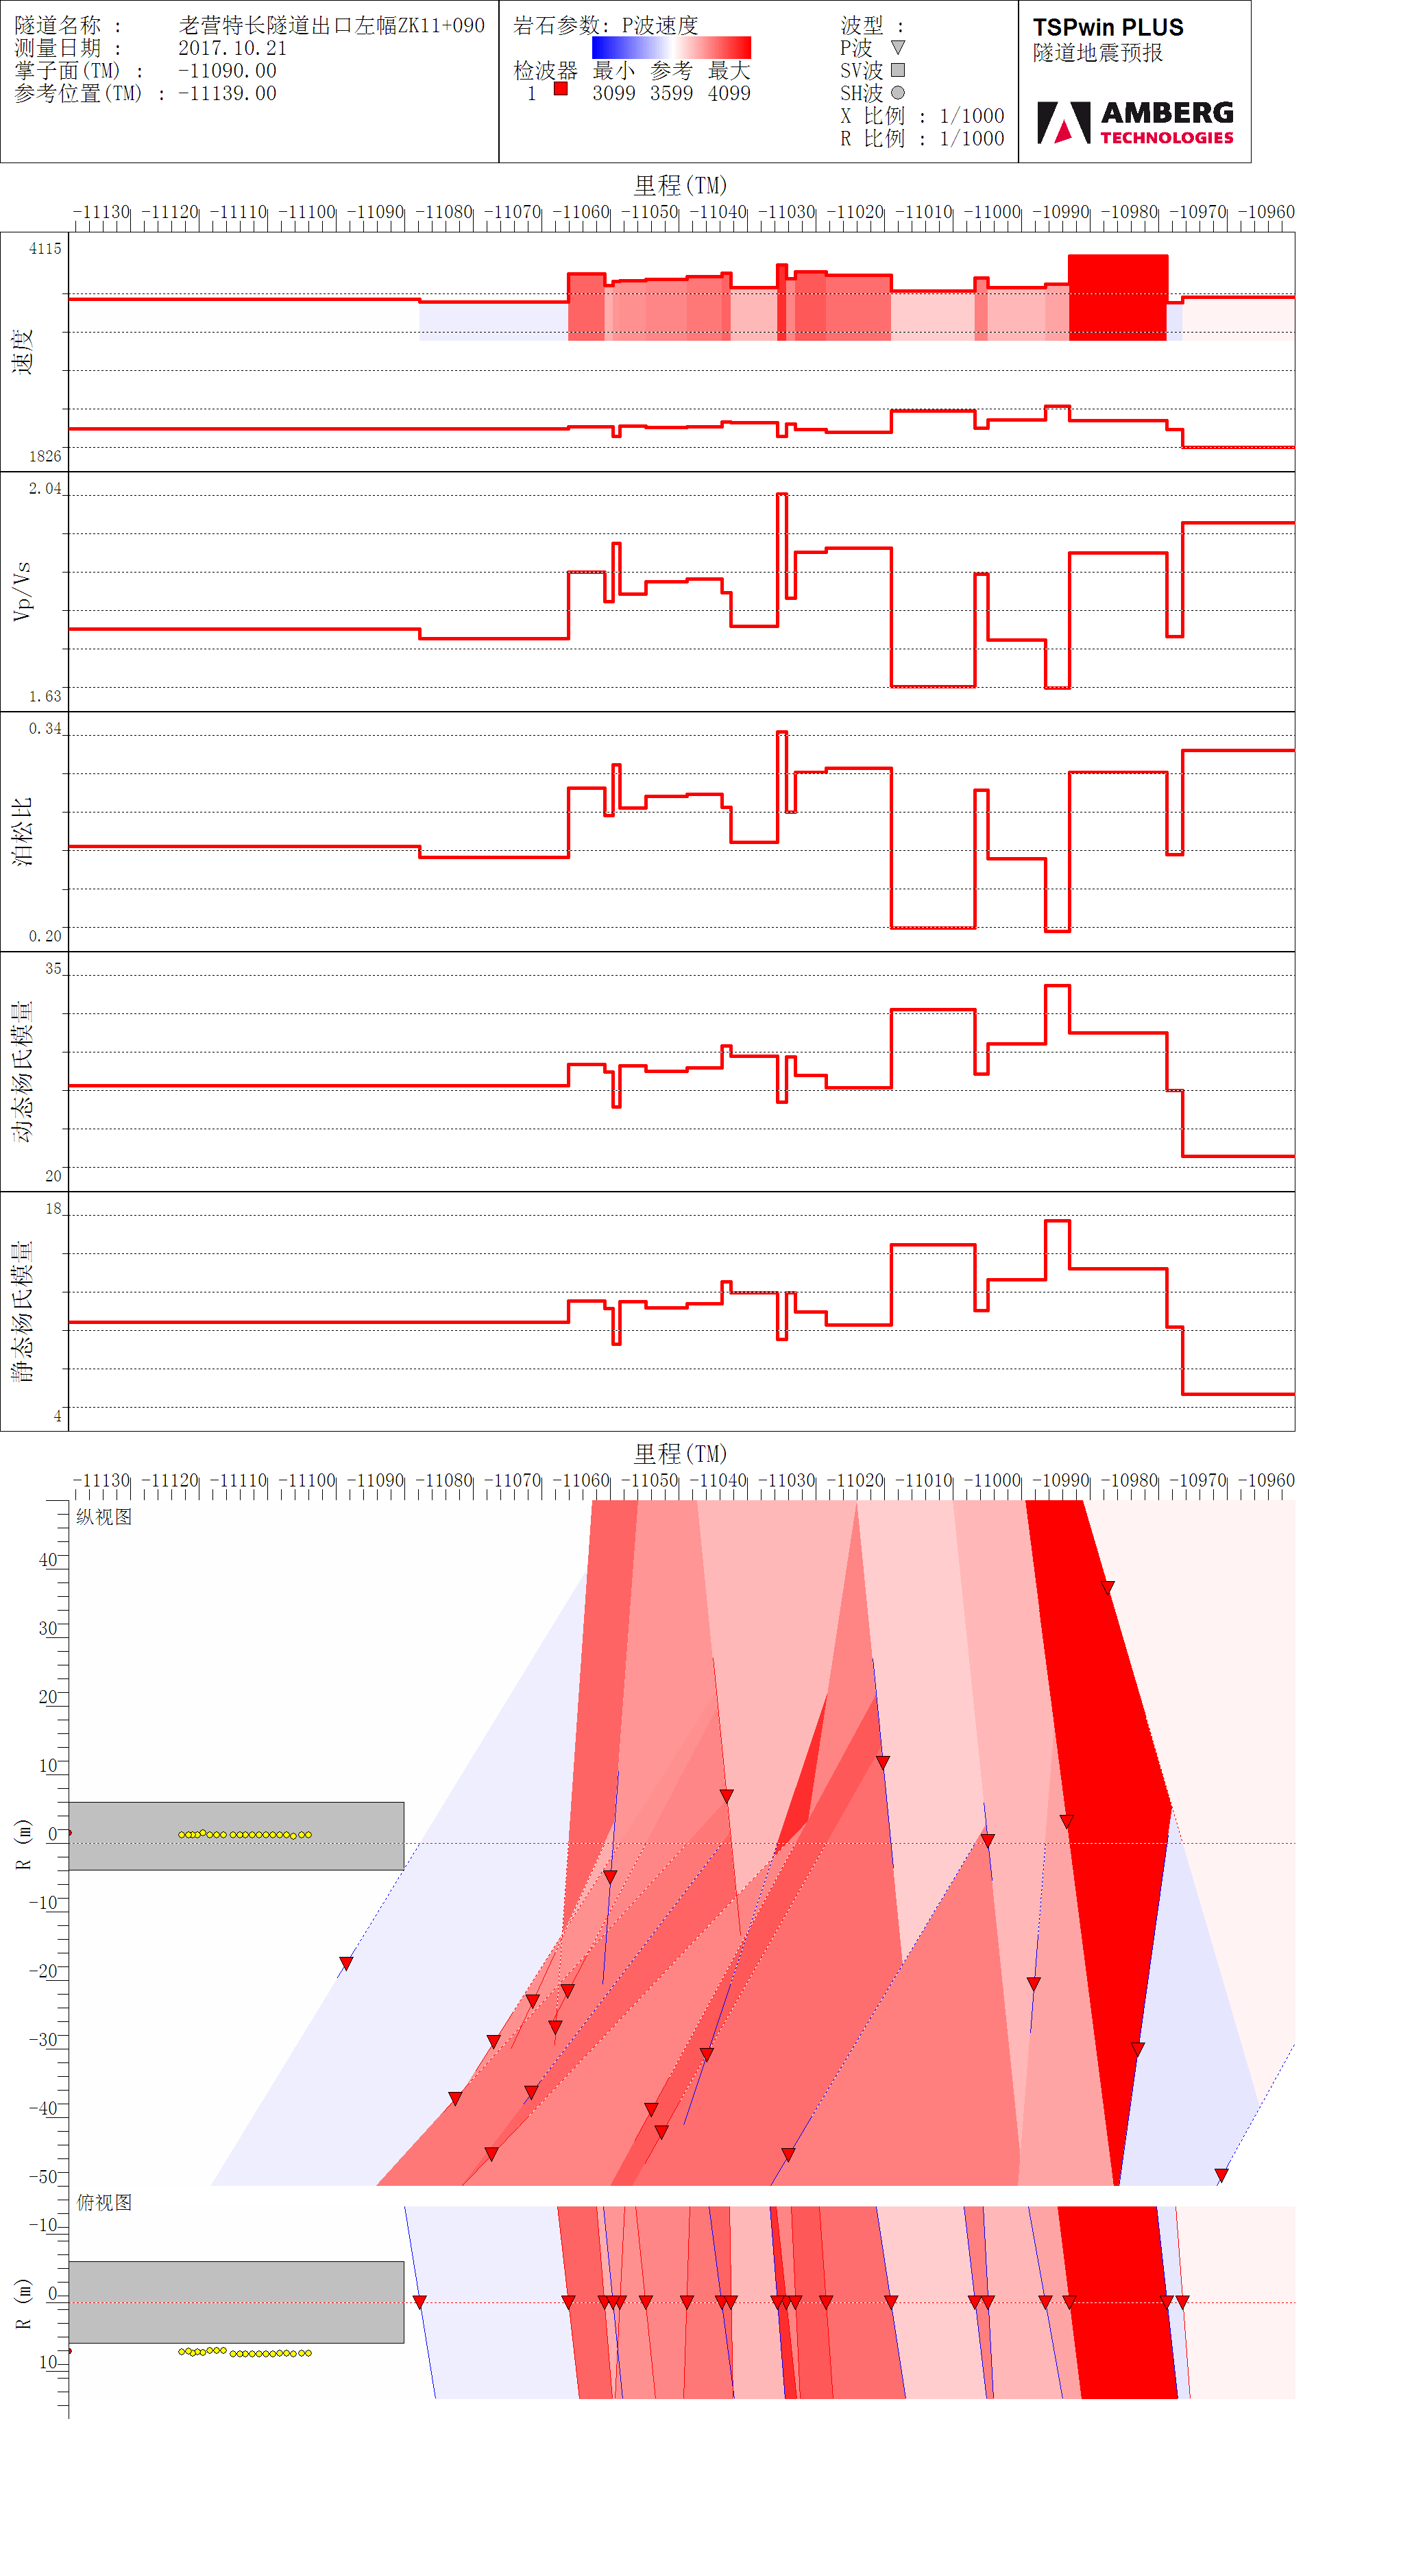 隧道名称 : 老营特长隧道出口左幅ZK11+090
测量日期 : 2017.10.21
掌子面(TM) : -11090.00
参考位置(TM) : -11139.00
岩石参数: P波速度
检波器 最小 参考 最大
1 3099 3599 4099
波型 :
P波
SV波
SH波
X 比例 : 1/1000
R 比例 : 1/1000
TSPwin PLUS
隧道地震预报
AMBERG
TECHNOLOGIES
里程(TM)
-11130 -11120 -11110 -11100 -11090 -11080 -11070 -11060 -11050 -11040 -11030 -11020 -11010 -11000 -10990 -10980 -10970 -10960
4115
速度
1826
2.04
Vp/Vs
1.63
0.34
泊松比
0.20
35
动态杨氏模量
20
18
静态杨氏模量
4
里程(TM)
-11130 -11120 -11110 -11100 -11090 -11080 -11070 -11060 -11050 -11040 -11030 -11020 -11010 -11000 -10990 -10980 -10970 -10960
纵视图
40
30
20
10
0
R (m)
-10
-20
-30
-40
-50
俯视图
-10
0
R (m)
10